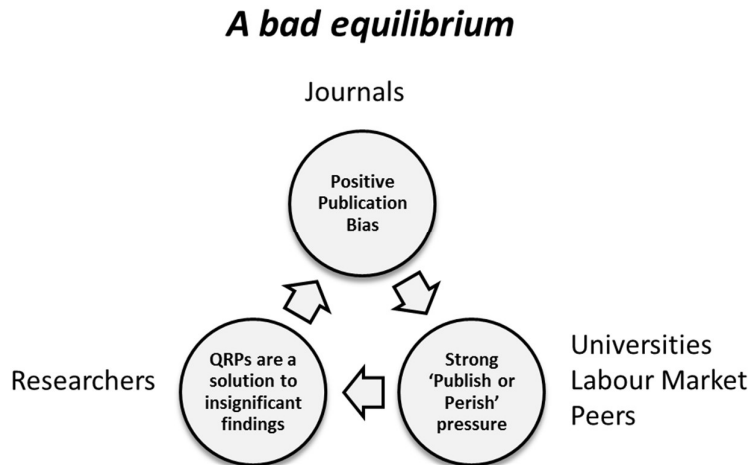 A bad equilibrium
Journals
Positive
Publication
Bias
Researchers
QRPs are a
solution to
insignificant
findings
Strong
‘Publish or
Perish’
pressure
Universities
Labour Market
Peers